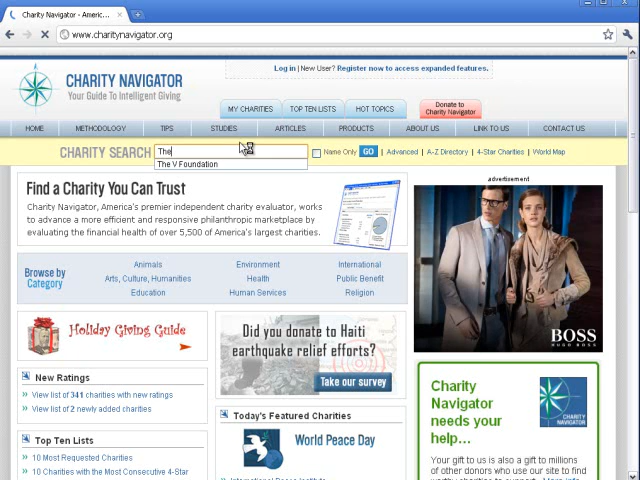 Charity Navigator - Americ...
www.charitynavigator.org
Log in | New User? Register now to access expanded features.
CHARITY NAVIGATOR
Your Guide To Intelligent Giving
MY CHARITIES
TOP TEN LISTS
HOT TOPICS
Donate to
Charity Navigator
HOME
METHODOLOGY
TIPS
STUDIES
ARTICLES
PRODUCTS
ABOUT US
LINK TO US
CONTACT US
CHARITY SEARCH
The
Name Only
GO
| Advanced | A-Z Directory | 4-Star Charities | World Map
The V Foundation
Find a Charity You Can Trust
Charity Navigator, America's premier independent charity evaluator, works
to advance a more efficient and responsive philanthropic marketplace by
evaluating the financial health of over 5,500 of America's largest charities.
advertisement
Browse by
Category
Animals
Environment
International
Arts, Culture, Humanities
Health
Public Benefit
Education
Human Services
Religion
BOSS
HUGO BOSS
Holiday Giving Guide
Did you donate to Haiti
earthquake relief efforts?
Take our survey
New Ratings
View list of 341 charities with new ratings
View list of 2 newly added charities
Top Ten Lists
10 Most Requested Charities
10 Charities with the Most Consecutive 4-Star
Today's Featured Charities
World Peace Day
Charity
Navigator
needs your
help...
CHARITY
NAVIGATOR
Your gift to us is also a gift to millions
of other donors who use our site to find